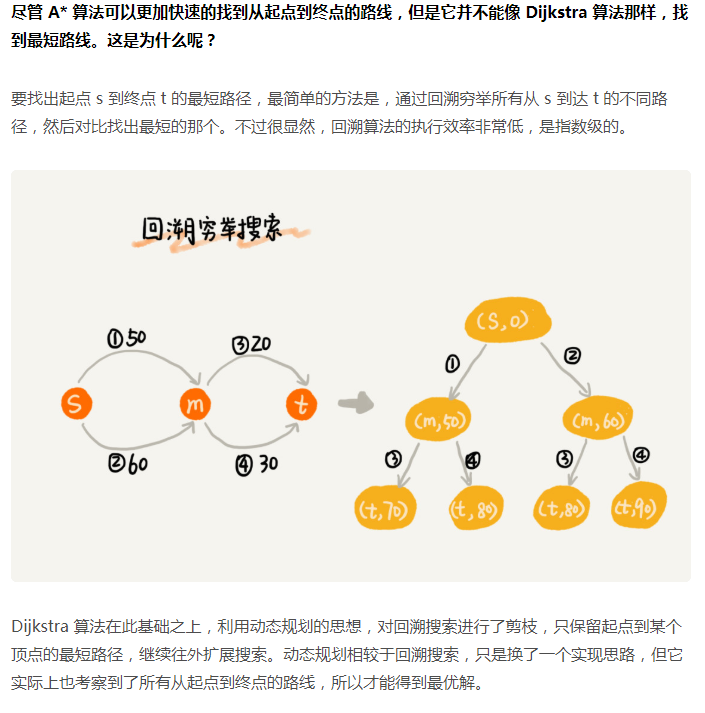 尽管 A* 算法可以更加快速的找到从起点到终点的路线，但是它并不能像 Dijkstra 算法那样，找
到最短路线。这是为什么呢？
要找出起点 s 到终点 t 的最短路径，最简单的方法是，通过回溯穷举所有从 s 到达 t 的不同路
径，然后对比找出最短的那个。不过很显然，回溯算法的执行效率非常低，是指数级的。
回溯穷举搜索
(S,0)
①50
③20
①
②
S
m
t
(m,50)
(m,60)
②60
④30
③
④
③
④
(t,70)
(t,80)
(t,80)
(t,90)
Dijkstra 算法在此基础之上，利用动态规划的思想，对回溯搜索进行了剪枝，只保留起点到某个
顶点的最短路径，继续往外扩展搜索。动态规划相较于回溯搜索，只是换了一个实现思路，但它
实际上也考察到了所有从起点到终点的路线，所以才能得到最优解。